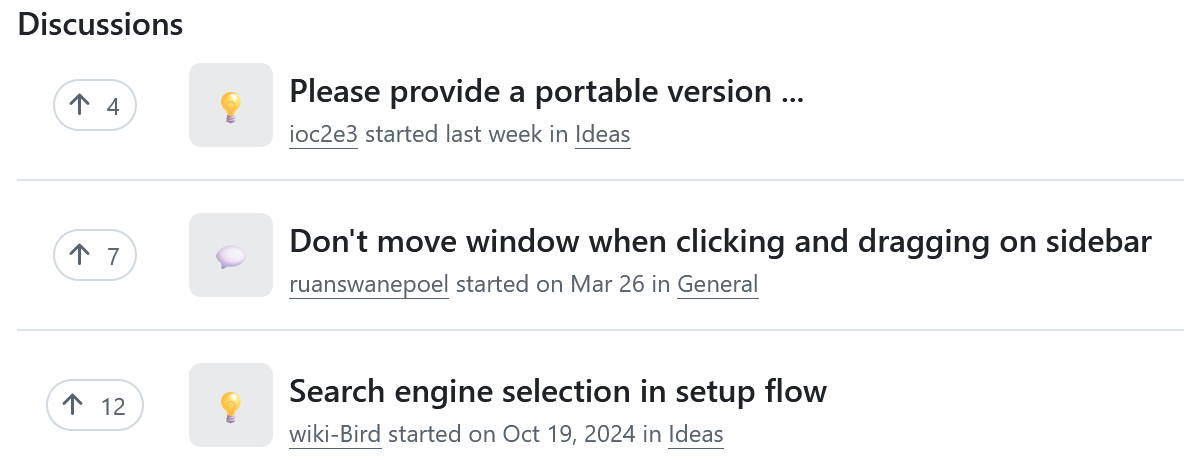 Discussions
4
Please provide a portable version ...
ioc2e3 started last week in Ideas
7
Don't move window when clicking and dragging on sidebar
ruanswanepoel started on Mar 26 in General
12
Search engine selection in setup flow
wiki-Bird started on Oct 19, 2024 in Ideas